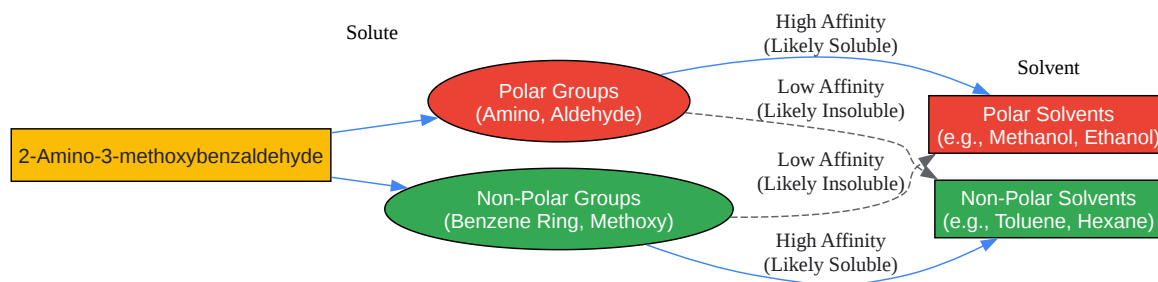 Solute
2-Amino-3-methoxybenzaldehyde
Polar Groups
(Amino, Aldehyde)
Non-Polar Groups
(Benzene Ring, Methoxy)
High Affinity
(Likely Soluble)
Low Affinity
(Likely Insoluble)
Low Affinity
(Likely Insoluble)
High Affinity
(Likely Soluble)
Solvent
Polar Solvents
(e.g., Methanol, Ethanol)
Non-Polar Solvents
(e.g., Toluene, Hexane)